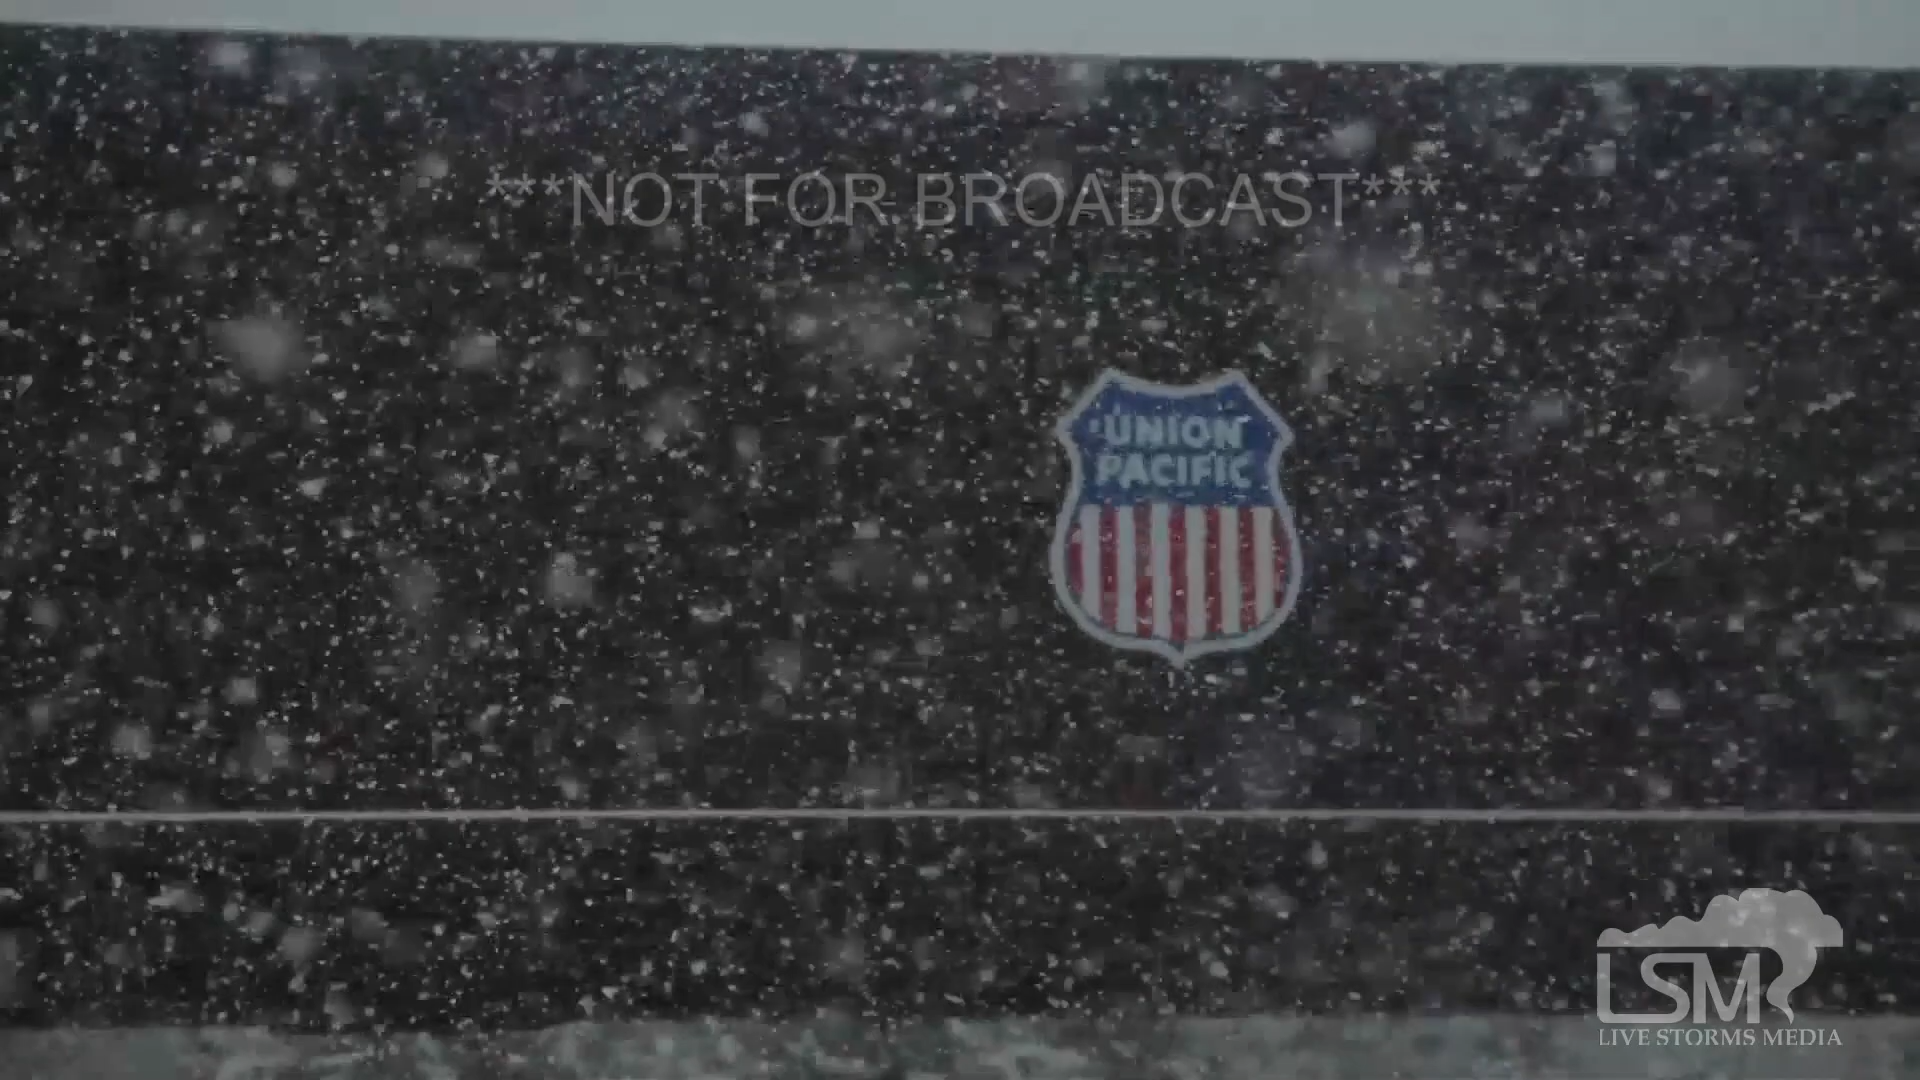 ***NOT FOR BROADCAST***
UNION
PACIFIC
LSM
LIVE STORMS MEDIA